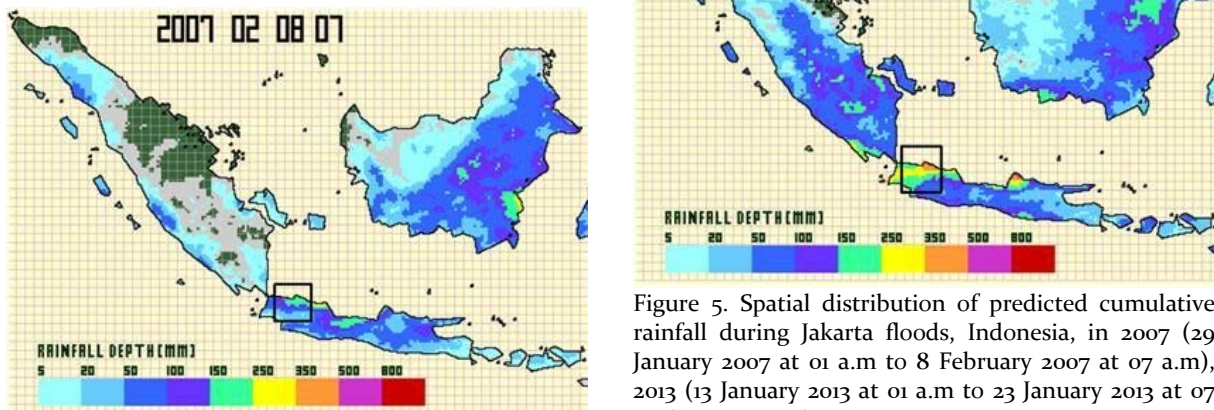 2007 02 08 07
RAINFALL DEPTH[MM]
5 20 50 100 150 250 350 500 800
RAINFALL DEPTH[MM]
5 20 50 100 150 250 350 500 800
Figure 5. Spatial distribution of predicted cumulative
rainfall during Jakarta floods, Indonesia, in 2007 (29
January 2007 at 01 a.m to 8 February 2007 at 07 a.m),
2013 (13 January 2013 at 01 a.m to 23 January 2013 at 07